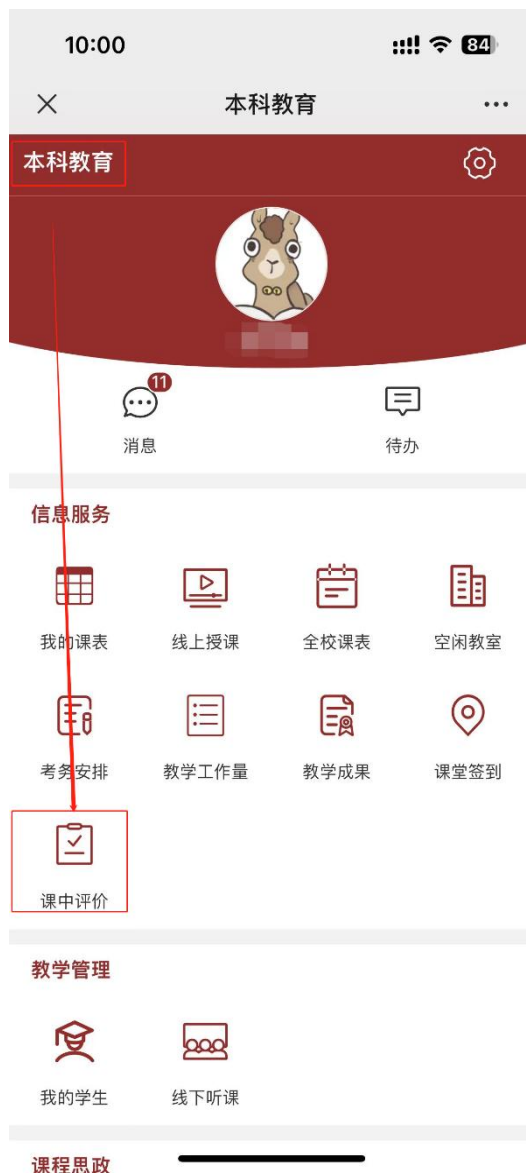 10:00
84
本科教育
本科教育
11
消息
待办
信息服务
我的课表
线上授课
全校课表
空闲教室
考务安排
教学工作量
教学成果
课堂签到
课中评价
教学管理
我的学生
线下听课
课程思政